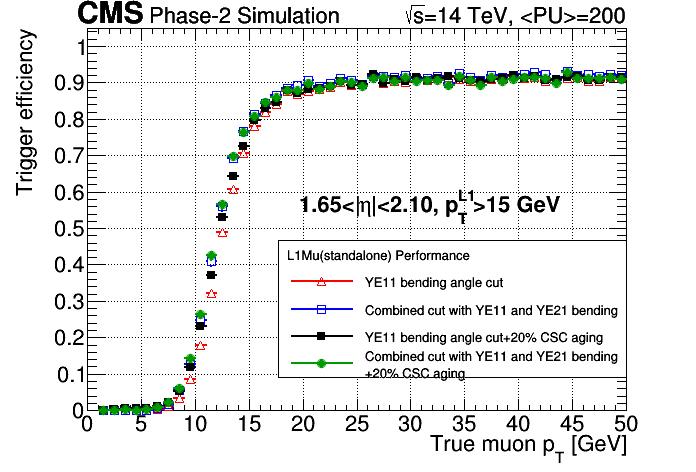 CMS Phase-2 Simulation √s=14 TeV, <PU>=200
Trigger efficiency
1
0.9
0.8
0.7
0.6
0.5
0.4
0.3
0.2
0.1
0
1.65<|η|<2.10, p_T^L1>15 GeV
L1Mu(standalone) Performance
YE11 bending angle cut
Combined cut with YE11 and YE21 bending
YE11 bending angle cut+20% CSC aging
Combined cut with YE11 and YE21 bending
+20% CSC aging
0 5 10 15 20 25 30 35 40 45 50
True muon p_T [GeV]